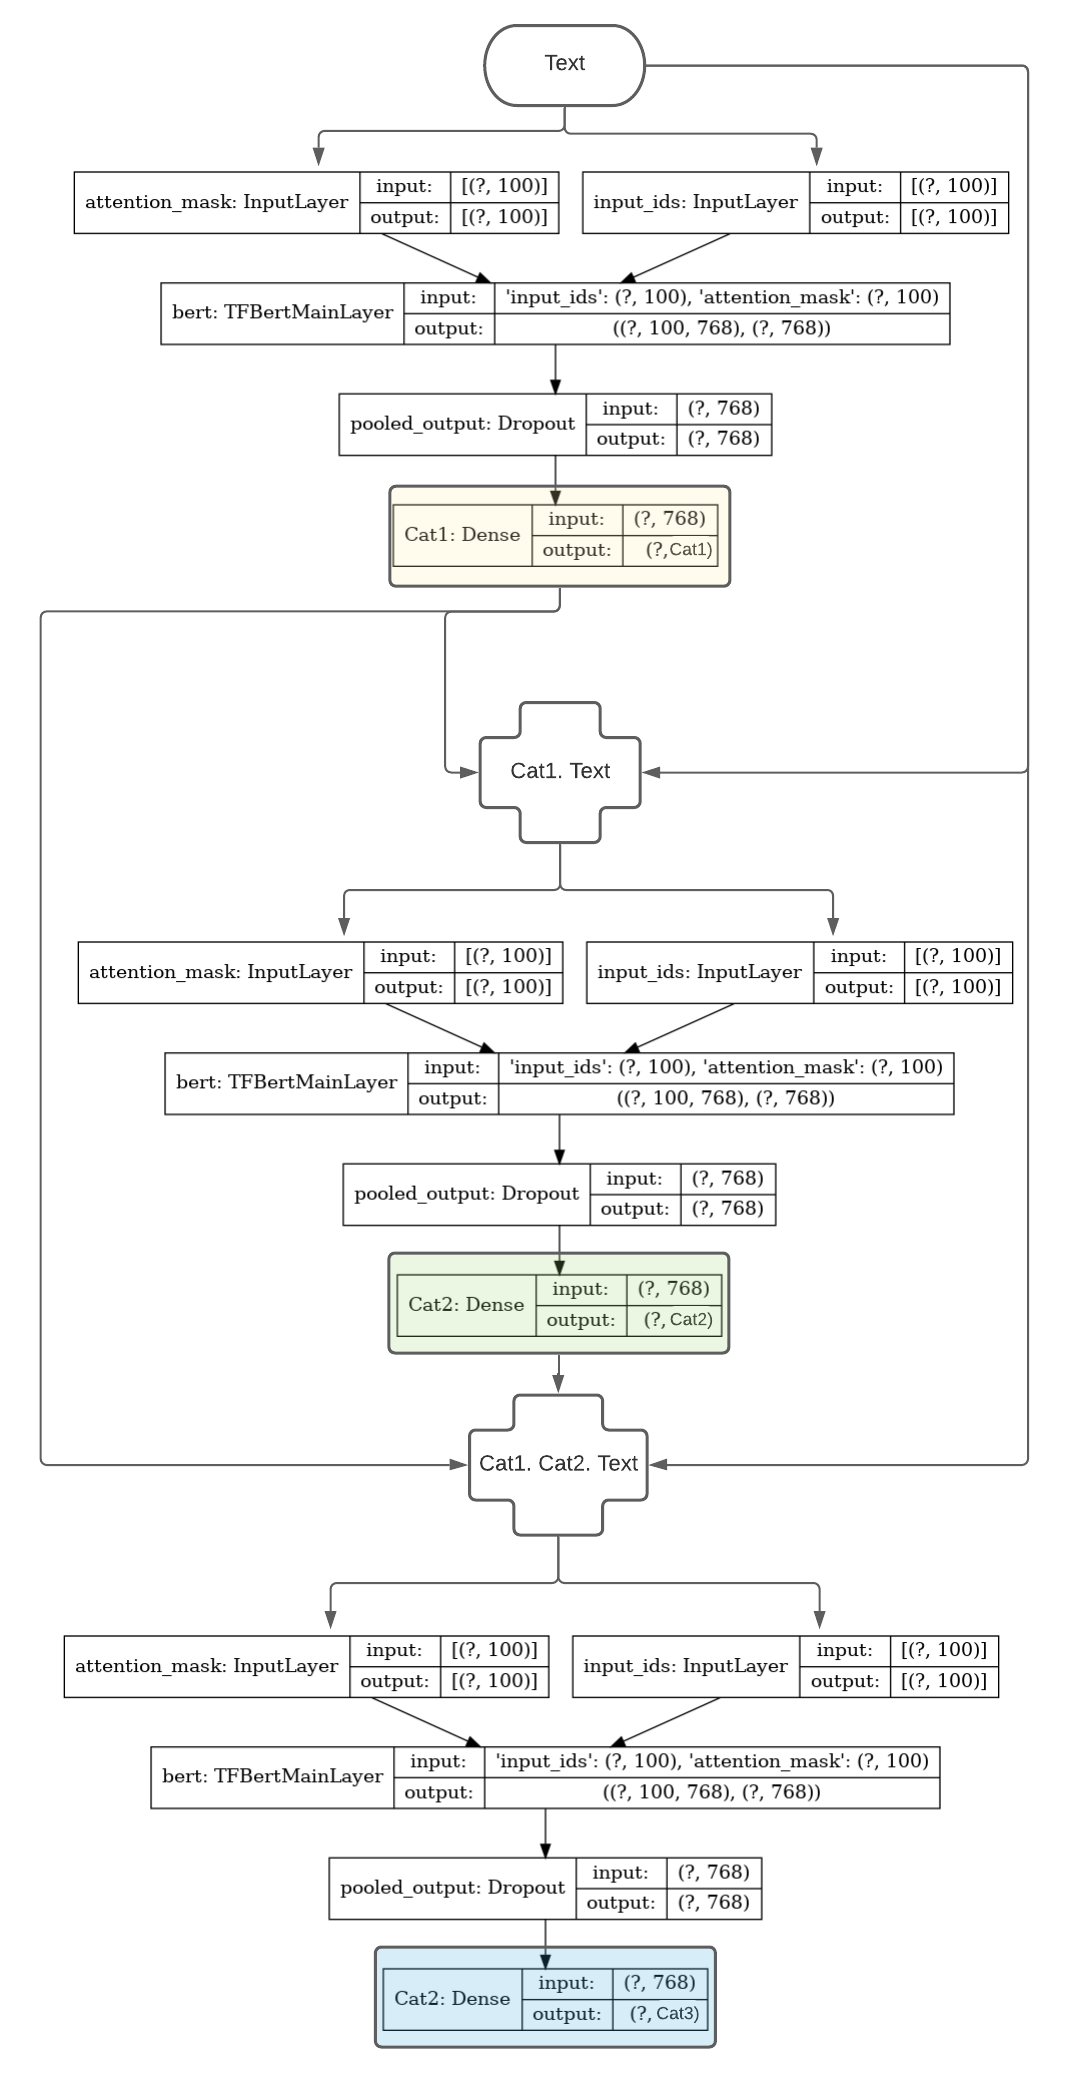 Text
attention_mask: InputLayer
input: [(?, 100)]
output: [(?, 100)]
input_ids: InputLayer
input: [(?, 100)]
output: [(?, 100)]
bert: TFBertMainLayer
input: 'input_ids': (?, 100), 'attention_mask': (?, 100)
output: ((?, 100, 768), (?, 768))
pooled_output: Dropout
input: (?, 768)
output: (?, 768)
Cat1: Dense
input: (?, 768)
output: (?,Cat1)
Cat1. Text
attention_mask: InputLayer
input: [(?, 100)]
output: [(?, 100)]
input_ids: InputLayer
input: [(?, 100)]
output: [(?, 100)]
bert: TFBertMainLayer
input: 'input_ids': (?, 100), 'attention_mask': (?, 100)
output: ((?, 100, 768), (?, 768))
pooled_output: Dropout
input: (?, 768)
output: (?, 768)
Cat2: Dense
input: (?, 768)
output: (?, Cat2)
Cat1. Cat2. Text
attention_mask: InputLayer
input: [(?, 100)]
output: [(?, 100)]
input_ids: InputLayer
input: [(?, 100)]
output: [(?, 100)]
bert: TFBertMainLayer
input: 'input_ids': (?, 100), 'attention_mask': (?, 100)
output: ((?, 100, 768), (?, 768))
pooled_output: Dropout
input: (?, 768)
output: (?, 768)
Cat2: Dense
input: (?, 768)
output: (?, Cat3)